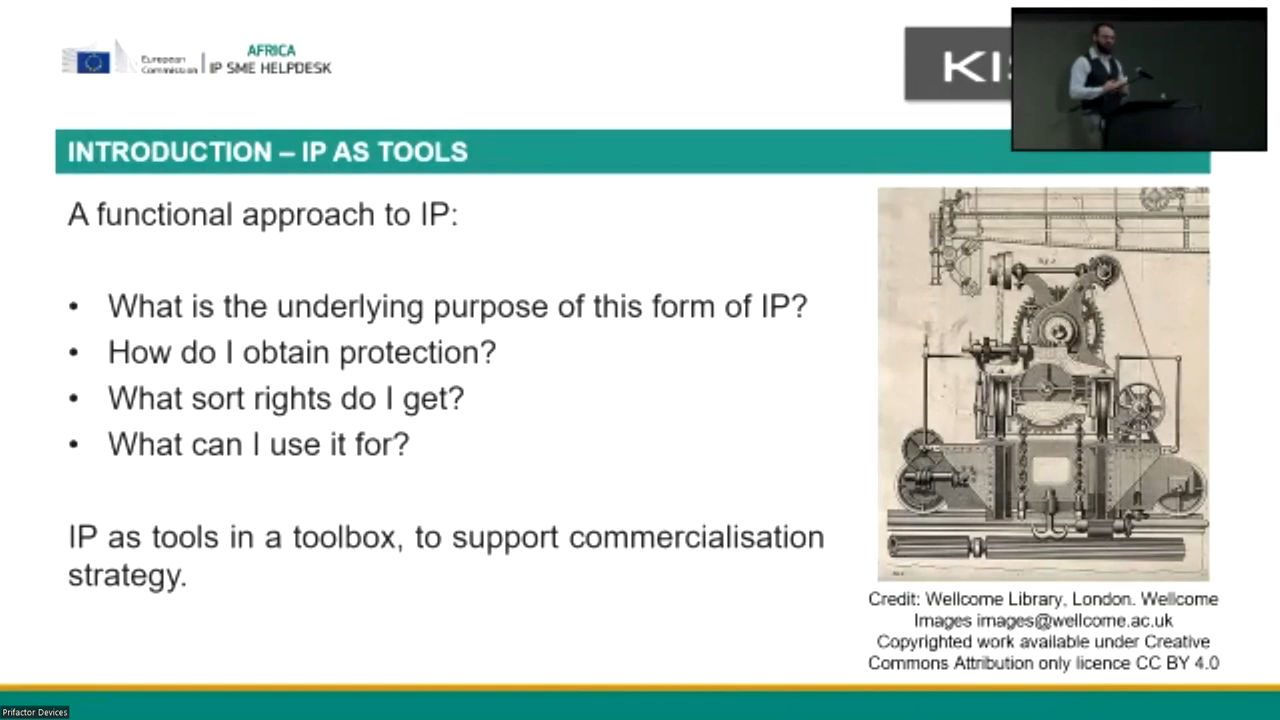 European
Commission
AFRICA
IP SME HELPDESK
INTRODUCTION – IP AS TOOLS
A functional approach to IP:
• What is the underlying purpose of this form of IP?
• How do I obtain protection?
• What sort rights do I get?
• What can I use it for?
IP as tools in a toolbox, to support commercialisation
strategy.
Credit: Wellcome Library, London. Wellcome
Images images@wellcome.ac.uk
Copyrighted work available under Creative
Commons Attribution only licence CC BY 4.0
Prifactor Devices